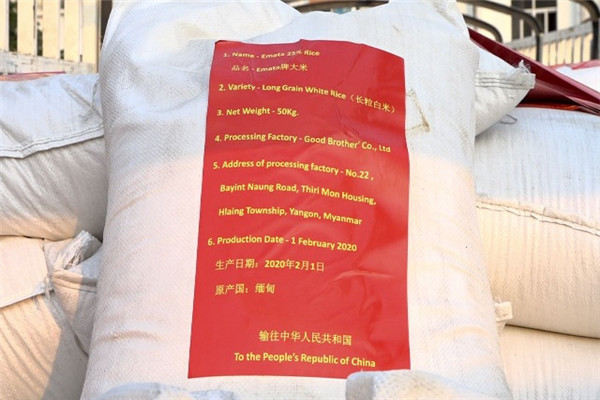 1. Name - Emata 25% Rice
品名 - Emata牌大米
2. Variety - Long Grain White Rice（长粒白米）
3. Net Weight - 50Kg.
4. Processing Factory - Good Brother' Co., Ltd
5. Address of processing factory - No.22 ,
Bayint Naung Road, Thiri Mon Housing,
Hlaing Township, Yangon, Myanmar
6. Production Date - 1 February 2020
生产日期：2020年2月1日
原产国：缅甸
输往中华人民共和国
To the People's Republic of China